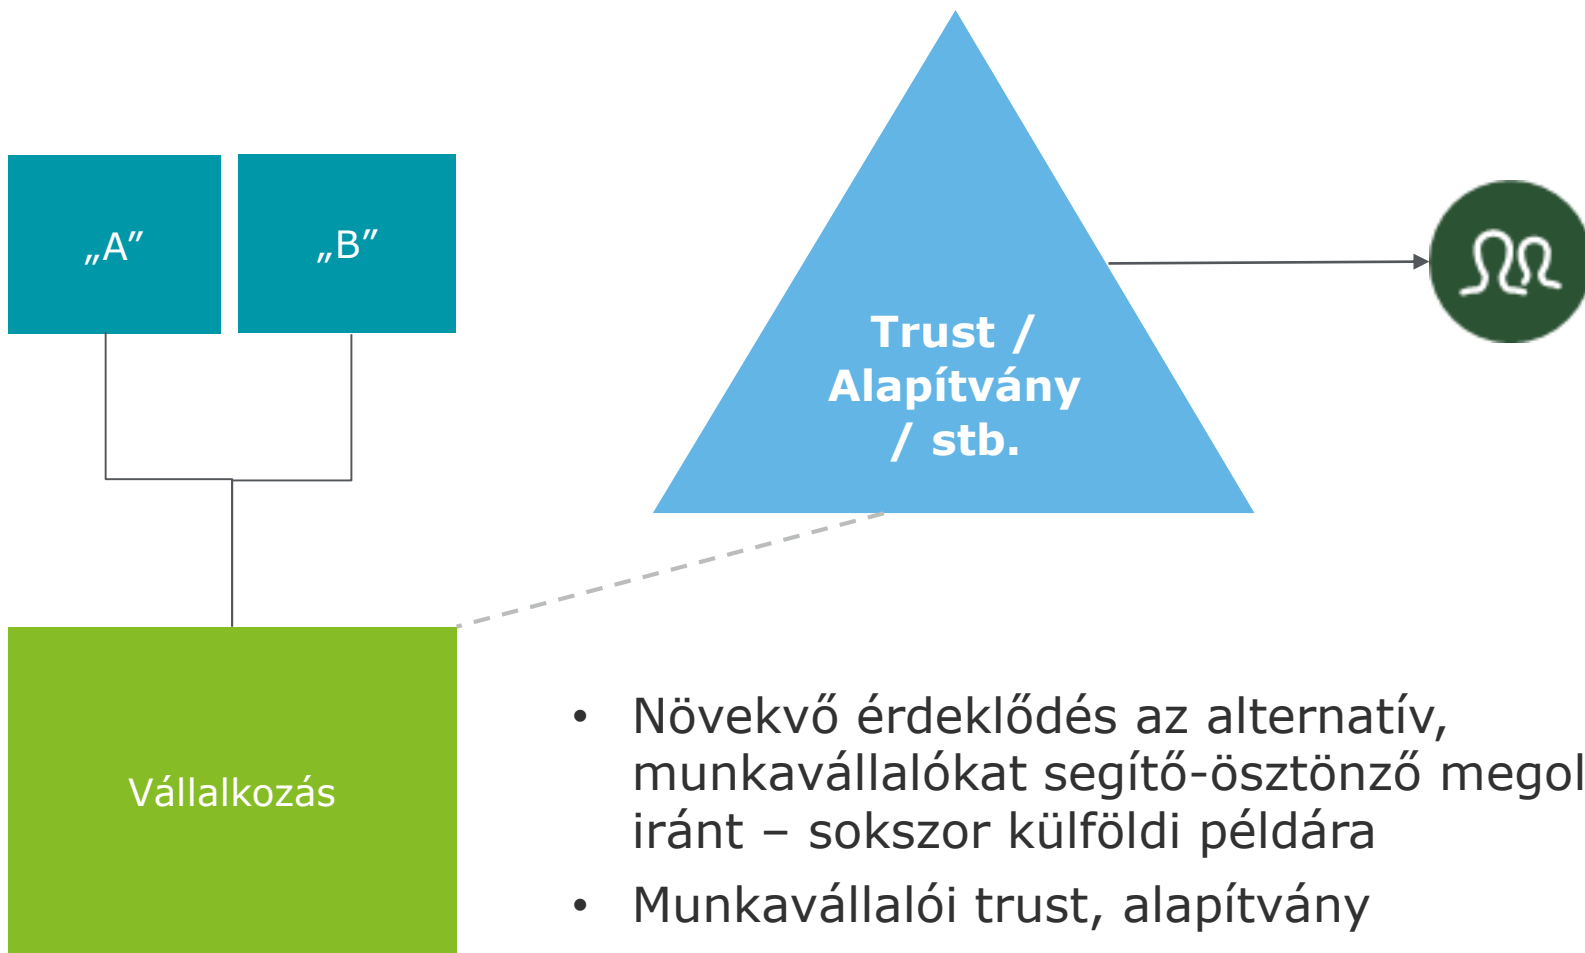 „A”
„B”
Trust /
Alapítvány
/ stb.
Vállalkozás
• Növekvő érdeklődés az alternatív,
munkavállalókat segítő-ösztönző megol
iránt – sokszor külföldi példára
• Munkavállalói trust, alapítvány